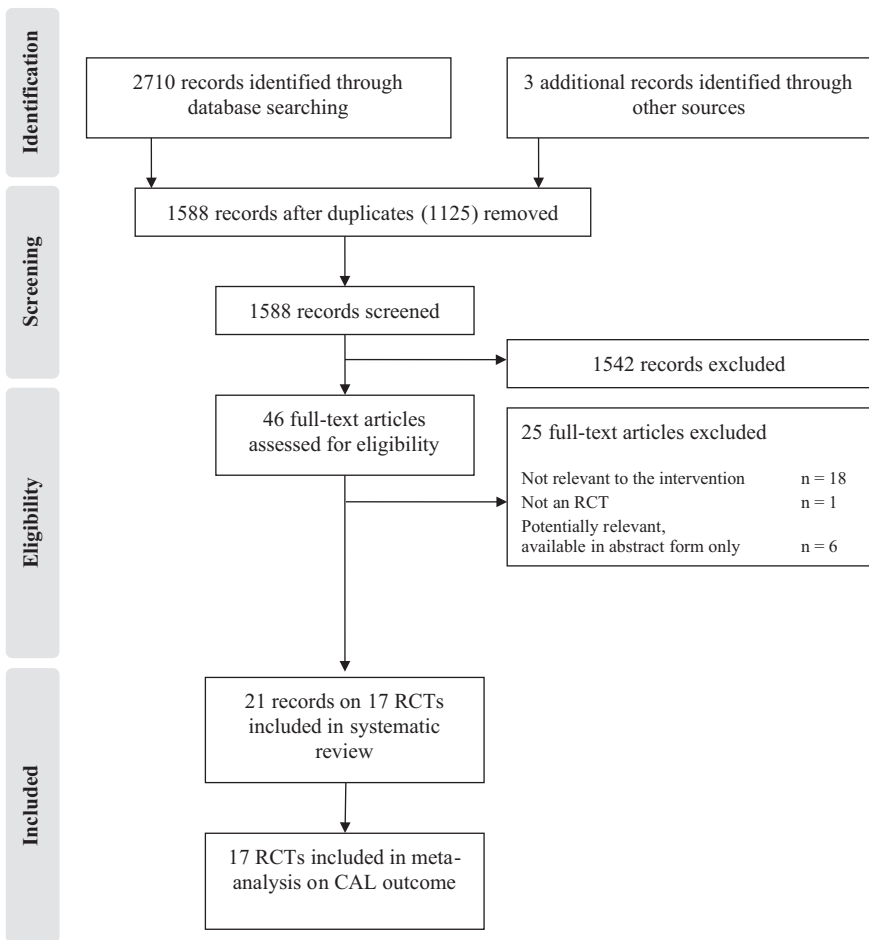 Identification
2710 records identified through
database searching
3 additional records identified through
other sources
Screening
1588 records after duplicates (1125) removed
1588 records screened
1542 records excluded
Eligibility
46 full-text articles
assessed for eligibility
25 full-text articles excluded
Not relevant to the intervention n = 18
Not an RCT n = 1
Potentially relevant,
available in abstract form only n = 6
Included
21 records on 17 RCTs
included in systematic
review
17 RCTs included in meta-
analysis on CAL outcome